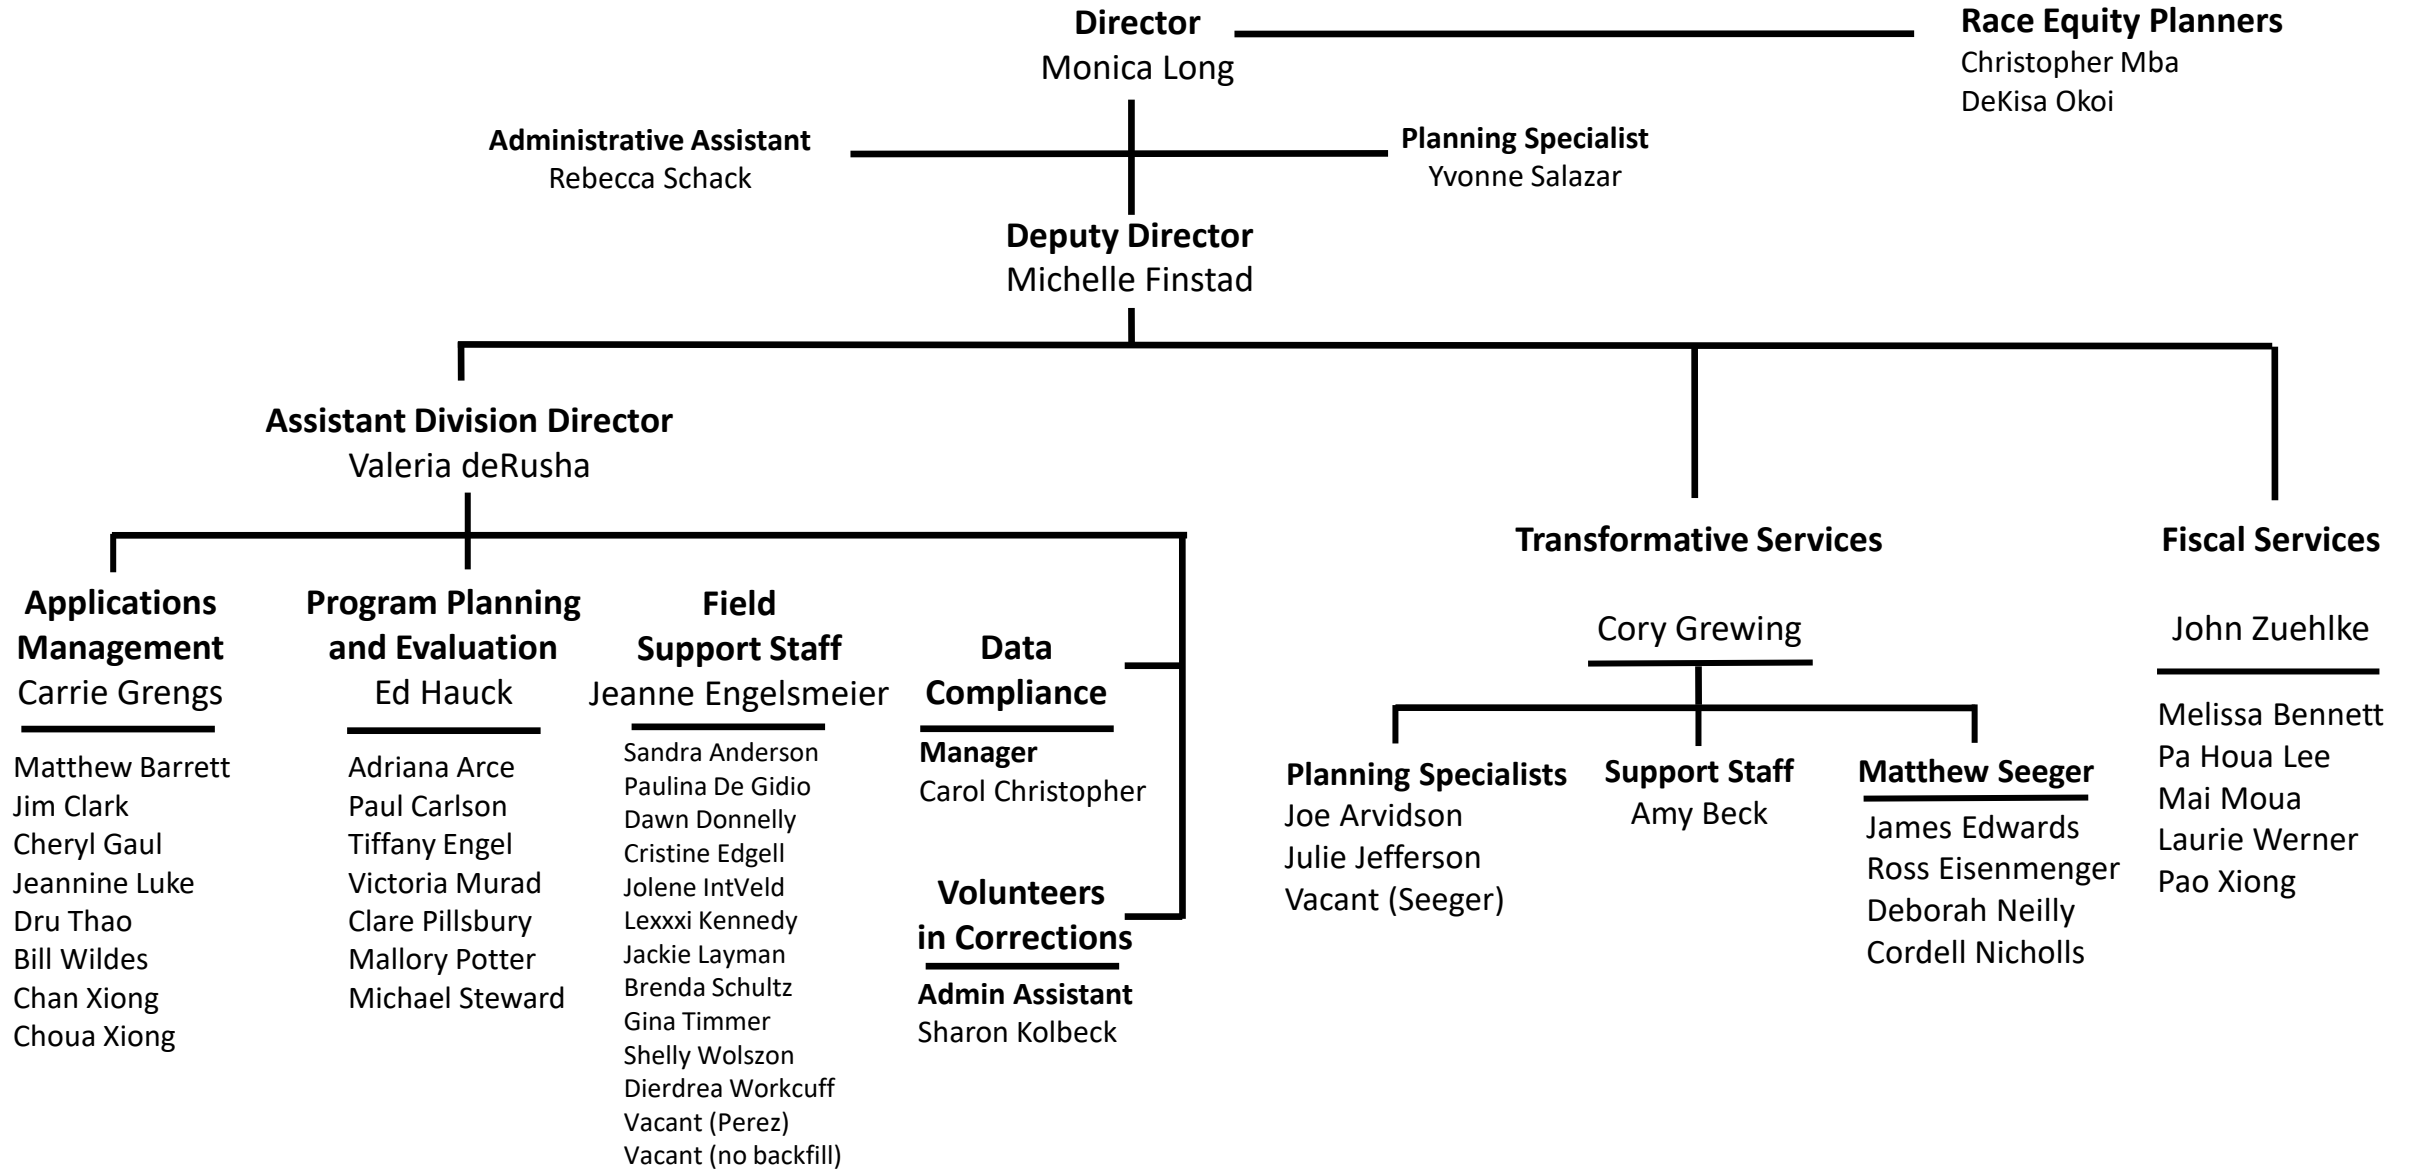 Director
Monica Long
Race Equity Planners
Christopher Mba
DeKisa Okoi
Administrative Assistant
Rebecca Schack
Planning Specialist
Yvonne Salazar
Deputy Director
Michelle Finstad
Assistant Division Director
Valeria deRusha
Applications
Management
Carrie Grengs
Matthew Barrett
Jim Clark
Cheryl Gaul
Jeannine Luke
Dru Thao
Bill Wildes
Chan Xiong
Choua Xiong
Program Planning
and Evaluation
Ed Hauck
Adriana Arce
Paul Carlson
Tiffany Engel
Victoria Murad
Clare Pillsbury
Mallory Potter
Michael Steward
Field
Support Staff
Jeanne Engelsmeier
Sandra Anderson
Paulina De Gidio
Dawn Donnelly
Cristine Edgell
Jolene IntVeld
Lexxxi Kennedy
Jackie Layman
Brenda Schultz
Gina Timmer
Shelly Wolszon
Dierdrea Workcuff
Vacant (Perez)
Vacant (no backfill)
Data
Compliance
Manager
Carol Christopher
Volunteers
in Corrections
Admin Assistant
Sharon Kolbeck
Transformative Services
Cory Grewing
Planning Specialists
Joe Arvidson
Julie Jefferson
Vacant (Seeger)
Support Staff
Amy Beck
Matthew Seeger
James Edwards
Ross Eisenmenger
Deborah Neilly
Cordell Nicholls
Fiscal Services
John Zuehlke
Melissa Bennett
Pa Houa Lee
Mai Moua
Laurie Werner
Pao Xiong